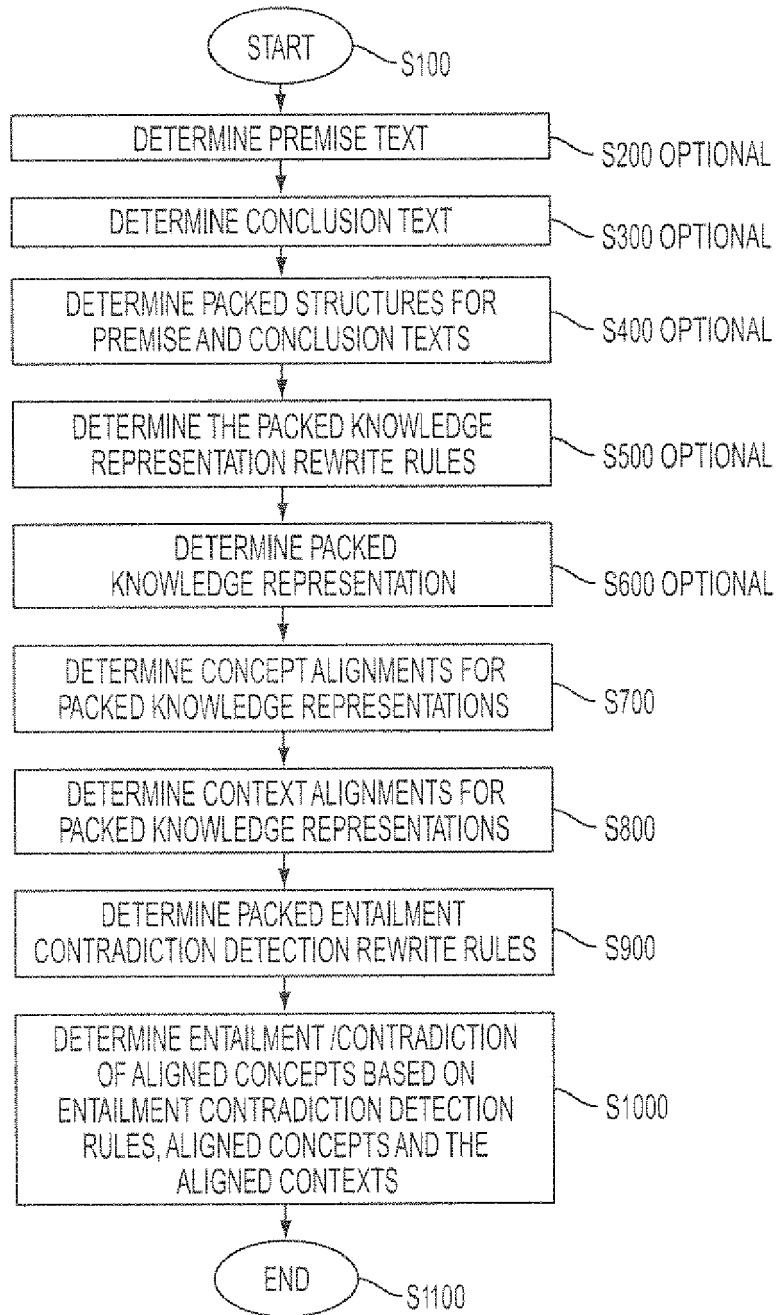 START
S100
DETERMINE PREMISE TEXT
S200 OPTIONAL
DETERMINE CONCLUSION TEXT
S300 OPTIONAL
DETERMINE PACKED STRUCTURES FOR
PREMISE AND CONCLUSION TEXTS
S400 OPTIONAL
DETERMINE THE PACKED KNOWLEDGE
REPRESENTATION REWRITE RULES
S500 OPTIONAL
DETERMINE PACKED
KNOWLEDGE REPRESENTATION
S600 OPTIONAL
DETERMINE CONCEPT ALIGNMENTS FOR
PACKED KNOWLEDGE REPRESENTATIONS
S700
DETERMINE CONTEXT ALIGNMENTS FOR
PACKED KNOWLEDGE REPRESENTATIONS
S800
DETERMINE PACKED ENTAILMENT
CONTRADICTION DETECTION REWRITE RULES
S900
DETERMINE ENTAILMENT /CONTRADICTION
OF ALIGNED CONCEPTS BASED ON
ENTAILMENT CONTRADICTION DETECTION
RULES, ALIGNED CONCEPTS AND THE
ALIGNED CONTEXTS
S1000
END
S1100